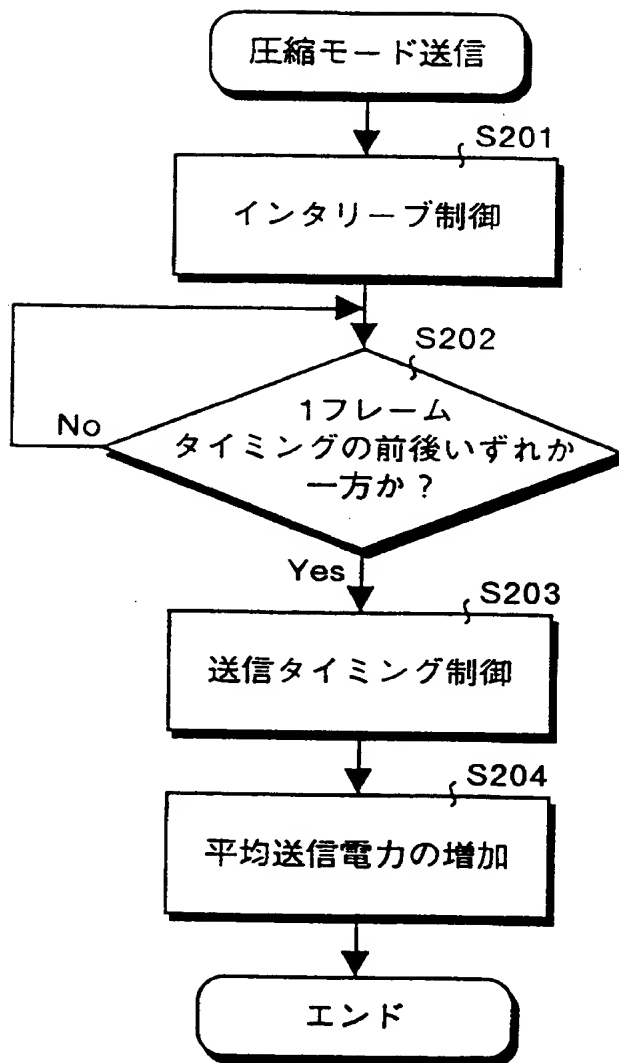 圧縮モード送信
S201
インタリーブ制御
S202
1フレーム
タイミングの前後いずれか
一方か？
No
Yes
S203
送信タイミング制御
S204
平均送信電力の増加
エンド